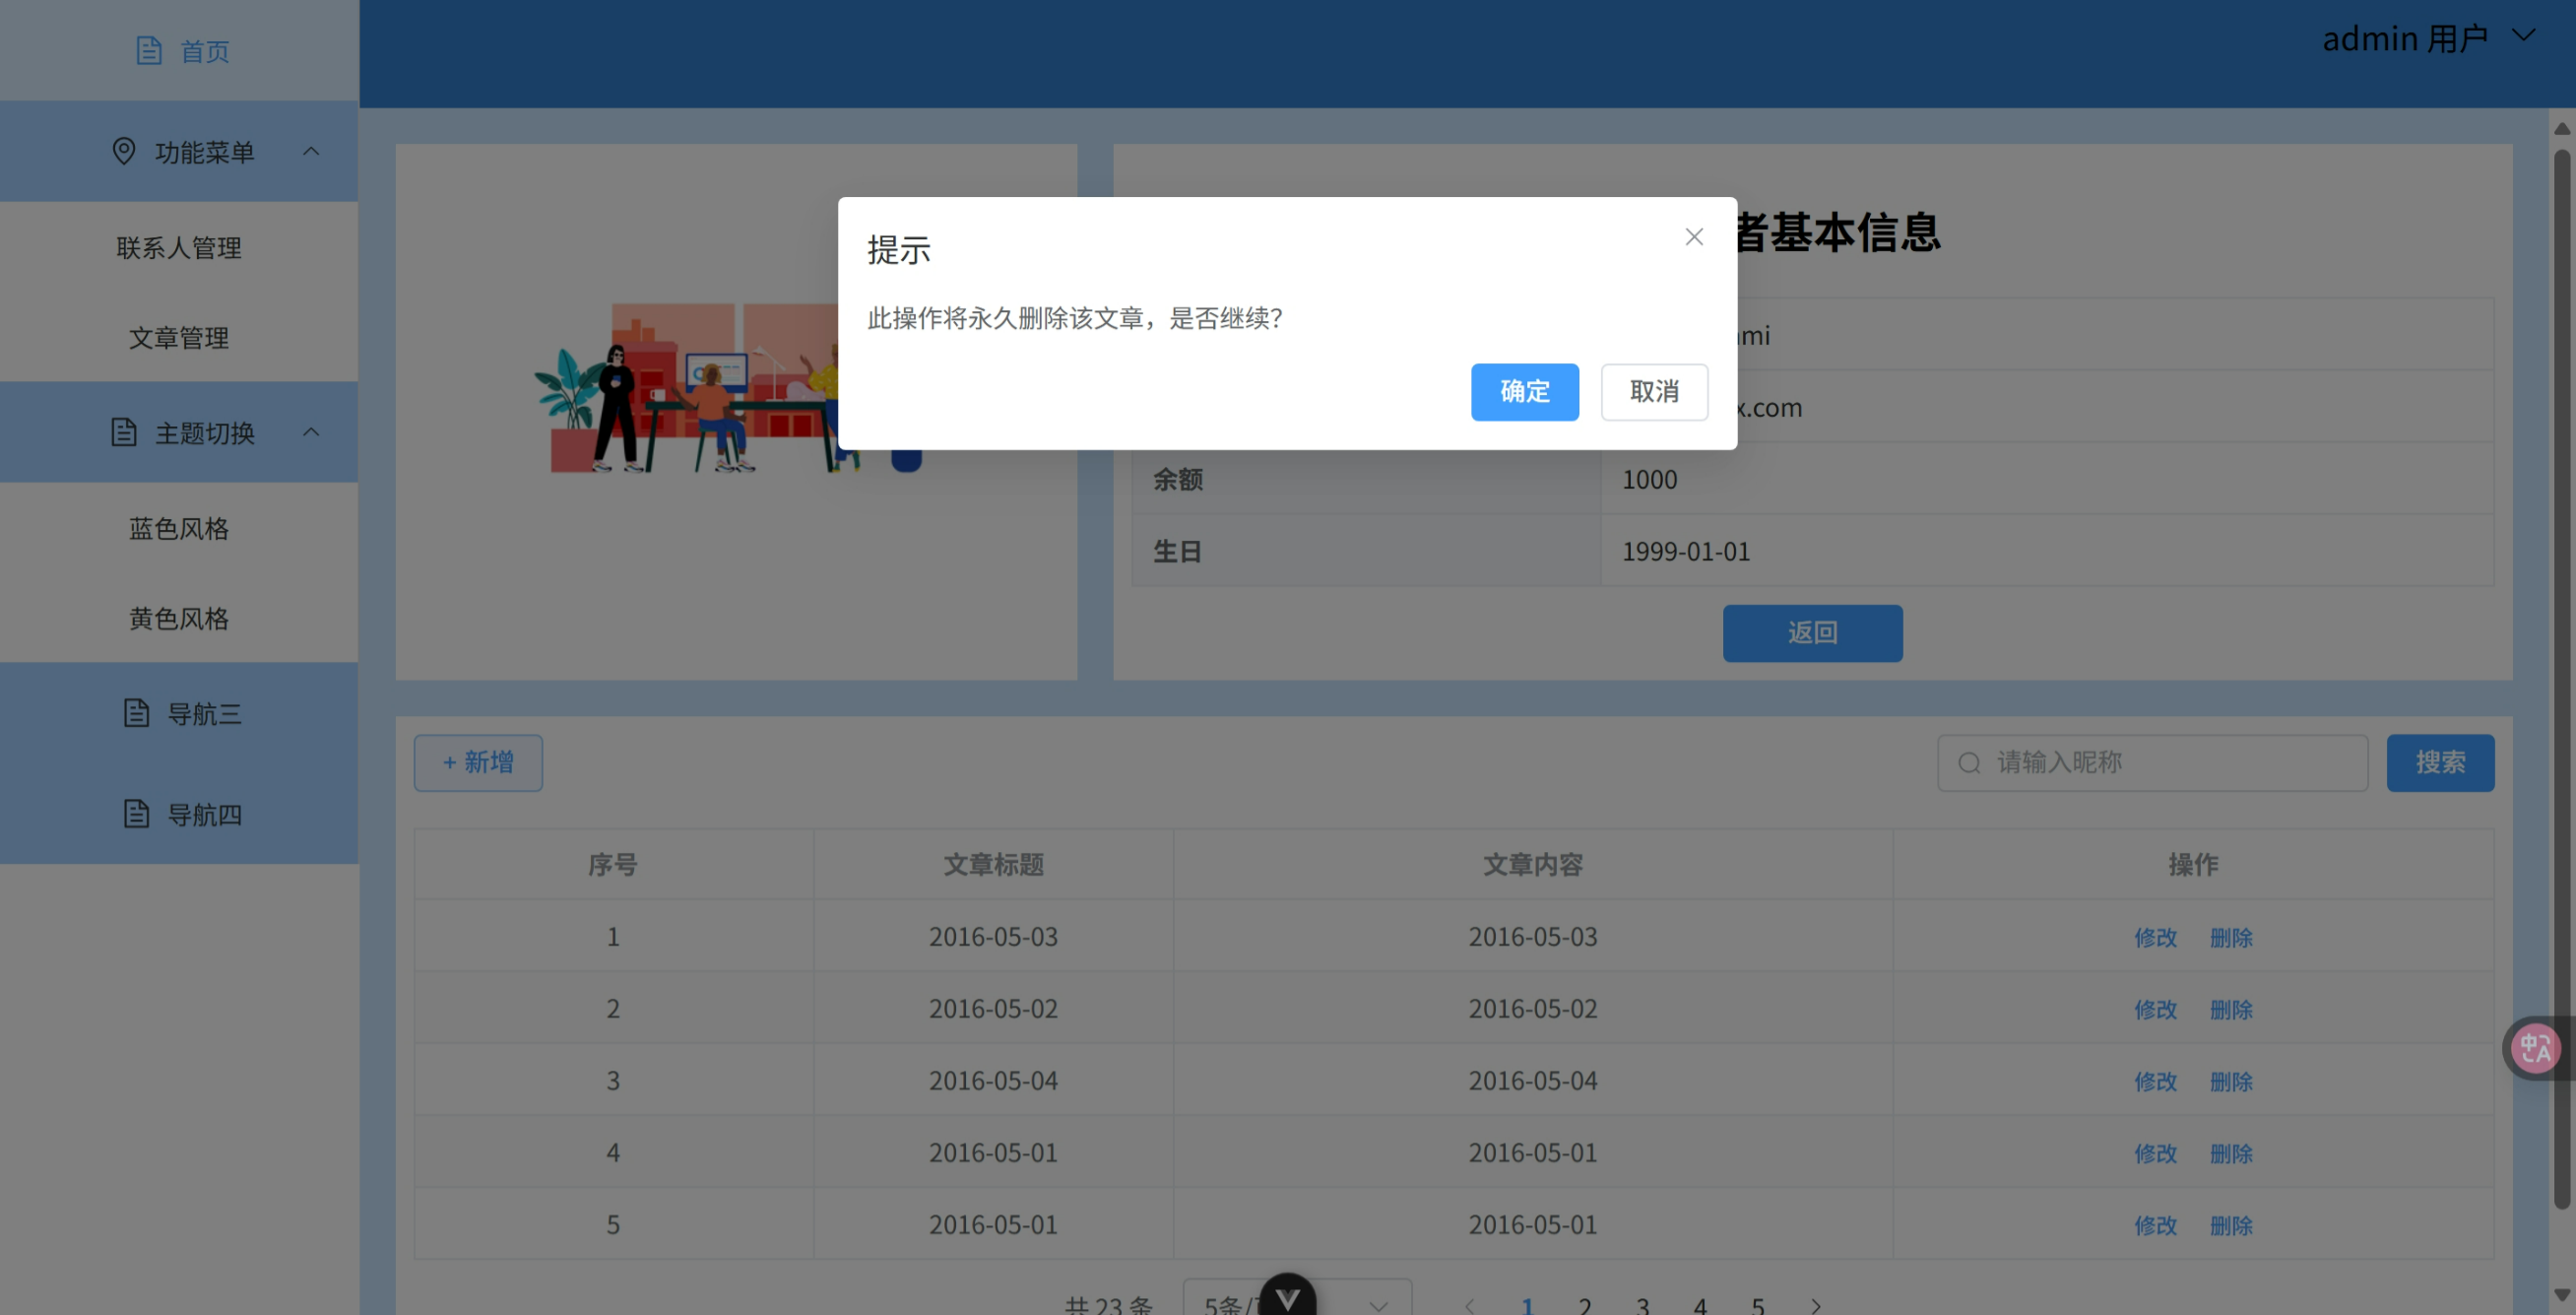 首页
admin 用户
功能菜单
联系人管理
文章管理
主题切换
蓝色风格
黄色风格
导航三
导航四
提示
此操作将永久删除该文章，是否继续？
确定 取消
者基本信息
x.com
余额 1000
生日 1999-01-01
返回
+ 新增
请输入昵称 搜索
序号 文章标题 文章内容 操作
1 2016-05-03 2016-05-03 修改 删除
2 2016-05-02 2016-05-02 修改 删除
3 2016-05-04 2016-05-04 修改 删除
4 2016-05-01 2016-05-01 修改 删除
5 2016-05-01 2016-05-01 修改 删除
共 23 条 5条/ 1 2 3 4 5